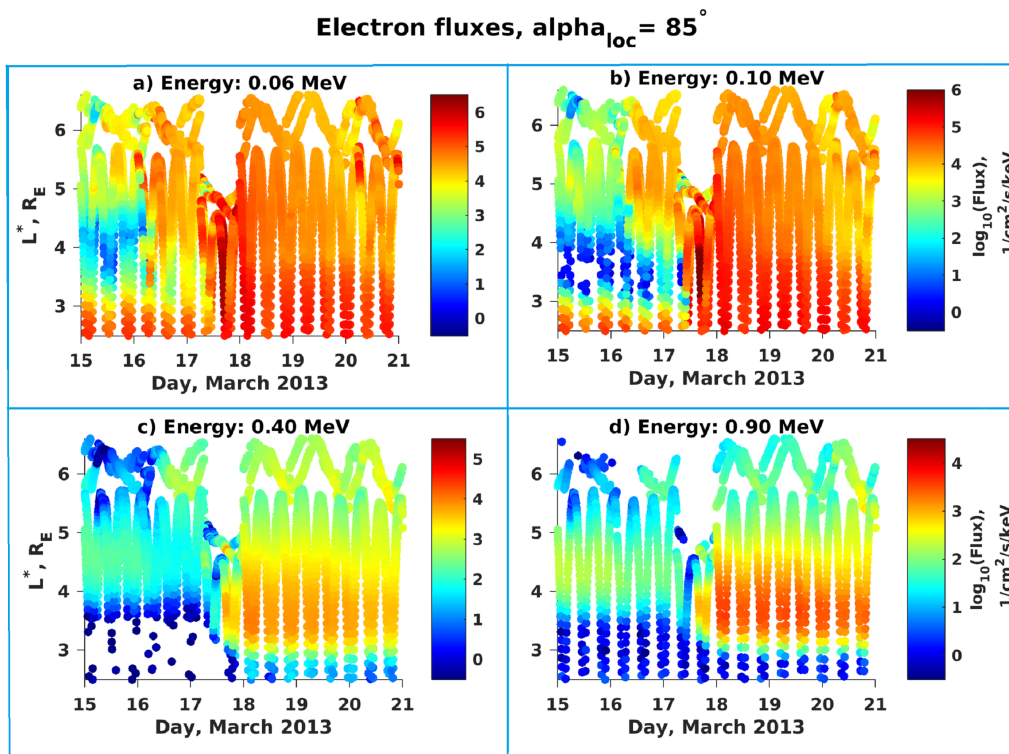 Electron fluxes, alpha_loc = 85°
a) Energy: 0.06 MeV
b) Energy: 0.10 MeV
L*, R_E
6
5
4
3
15 16 17 18 19 20 21
Day, March 2013
6
5
4
3
2
1
0
6
5
4
3
15 16 17 18 19 20 21
Day, March 2013
6
5
4
3
2
1
0
log10(Flux),
1/cm²/s/keV
c) Energy: 0.40 MeV
d) Energy: 0.90 MeV
L*, R_E
6
5
4
3
15 16 17 18 19 20 21
Day, March 2013
5
4
3
2
1
0
6
5
4
3
15 16 17 18 19 20 21
Day, March 2013
4
3
2
1
0
log10(Flux),
1/cm²/s/keV